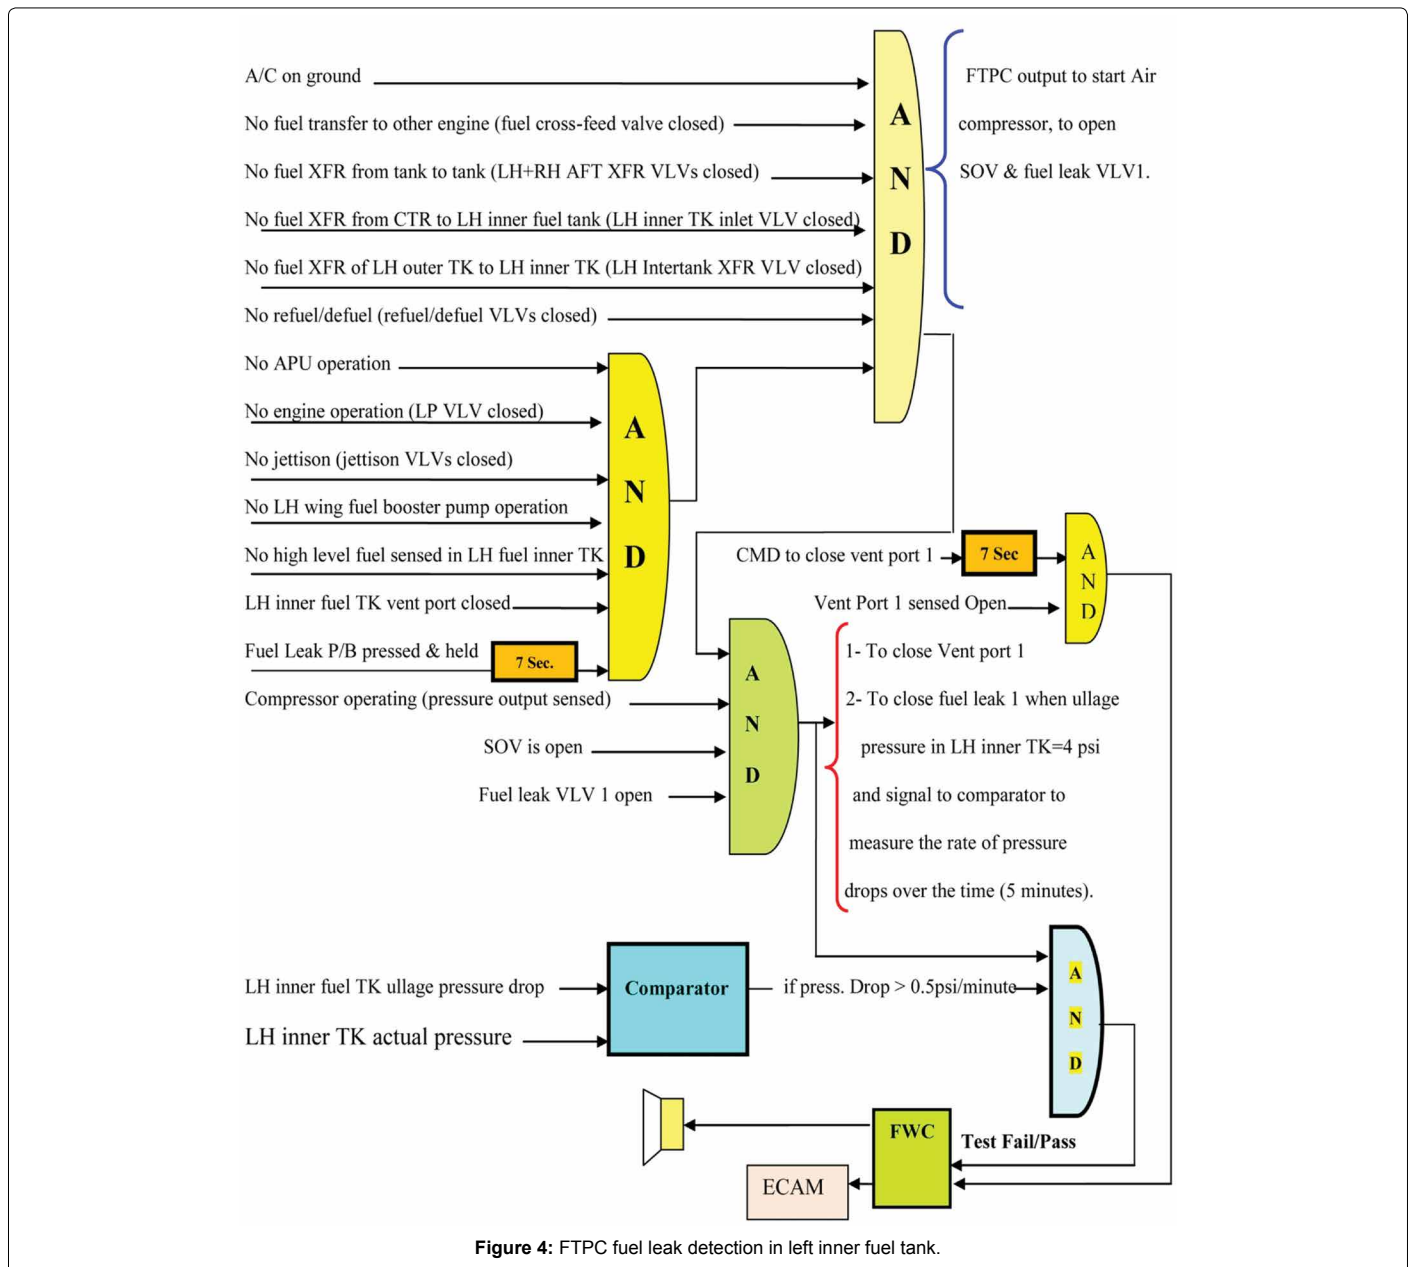 A/C on ground
No fuel transfer to other engine (fuel cross-feed valve closed)
No fuel XFR from tank to tank (LH+RH AFT XFR VLVs closed)
No fuel XFR from CTR to LH inner fuel tank (LH inner TK inlet VLV closed)
No fuel XFR of LH outer TK to LH inner TK (LH Intertank XFR VLV closed)
No refuel/defuel (refuel/defuel VLVs closed)
A
N
D
FTPC output to start Air
compressor, to open
SOV & fuel leak VLV1.
No APU operation
No engine operation (LP VLV closed)
No jettison (jettison VLVs closed)
No LH wing fuel booster pump operation
No high level fuel sensed in LH fuel inner TK
LH inner fuel TK vent port closed
Fuel Leak P/B pressed & held
7 Sec.
A
N
D
CMD to close vent port 1
7 Sec
Vent Port 1 sensed Open
A
N
D
Compressor operating (pressure output sensed)
SOV is open
Fuel leak VLV 1 open
A
N
D
1- To close Vent port 1
2- To close fuel leak 1 when ullage
pressure in LH inner TK=4 psi
and signal to comparator to
measure the rate of pressure
drops over the time (5 minutes).
LH inner fuel TK ullage pressure drop
LH inner TK actual pressure
Comparator
if press. Drop > 0.5psi/minute
A
N
D
FWC
Test Fail/Pass
ECAM
Figure 4: FTPC fuel leak detection in left inner fuel tank.